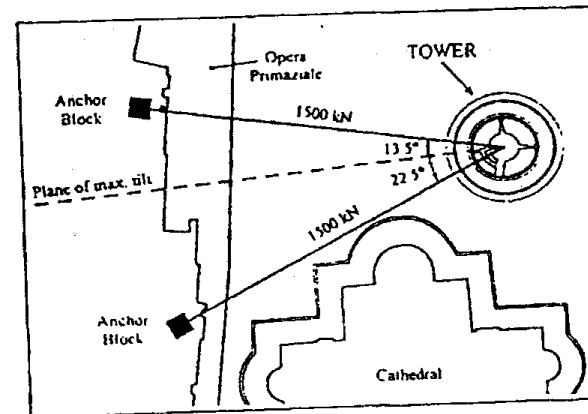 TOWER
Opera
Primaziale
Anchor
Block
1500 kN
13 5°
Plane of max. tilt
22 5°
1500 kN
Anchor
Block
Cathedral